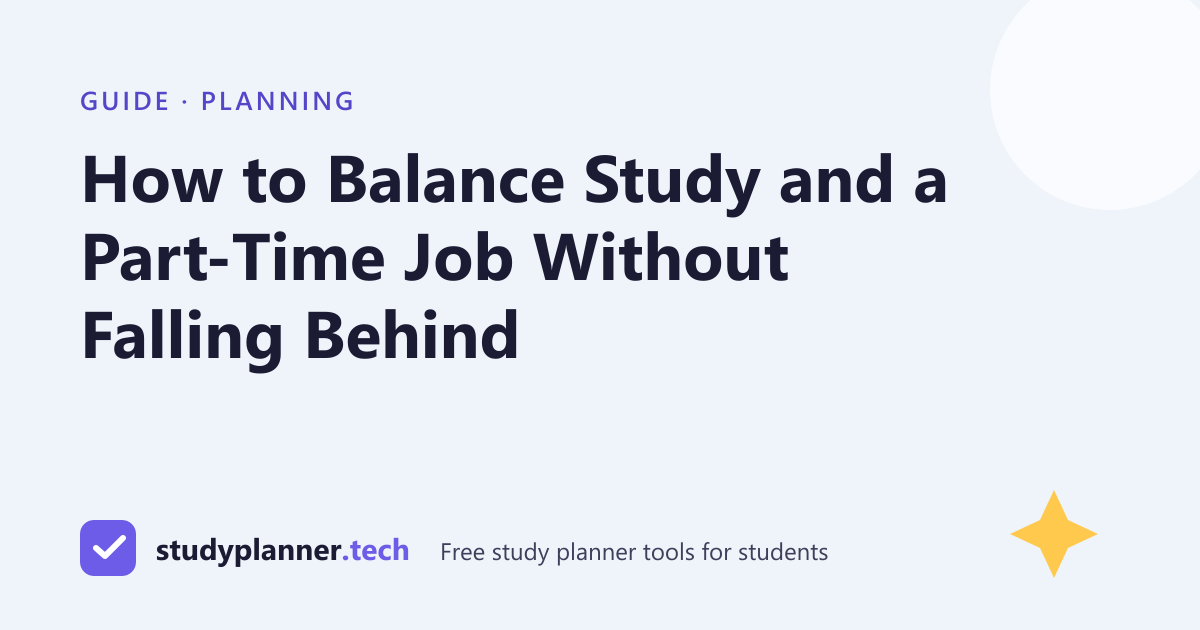 GUIDE · PLANNING
How to Balance Study and a
Part-Time Job Without
Falling Behind
studyplanner.tech Free study planner tools for students